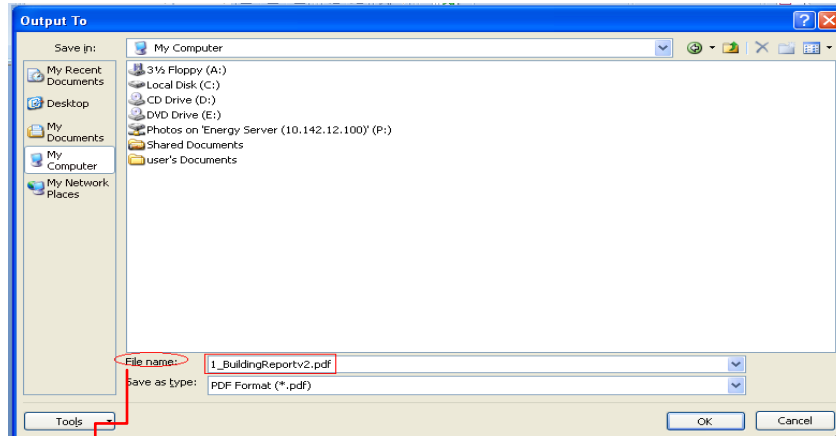 Output To
Save in:
My Computer
My Recent
Documents
Desktop
My
Documents
My
Computer
My Network
Places
3½ Floppy (A:)
Local Disk (C:)
CD Drive (D:)
DVD Drive (E:)
Photos on 'Energy Server (10.142.12.100)' (P:)
Shared Documents
user's Documents
File name:
1_BuildingReportv2.pdf
Save as type:
PDF Format (*.pdf)
Tools
OK
Cancel